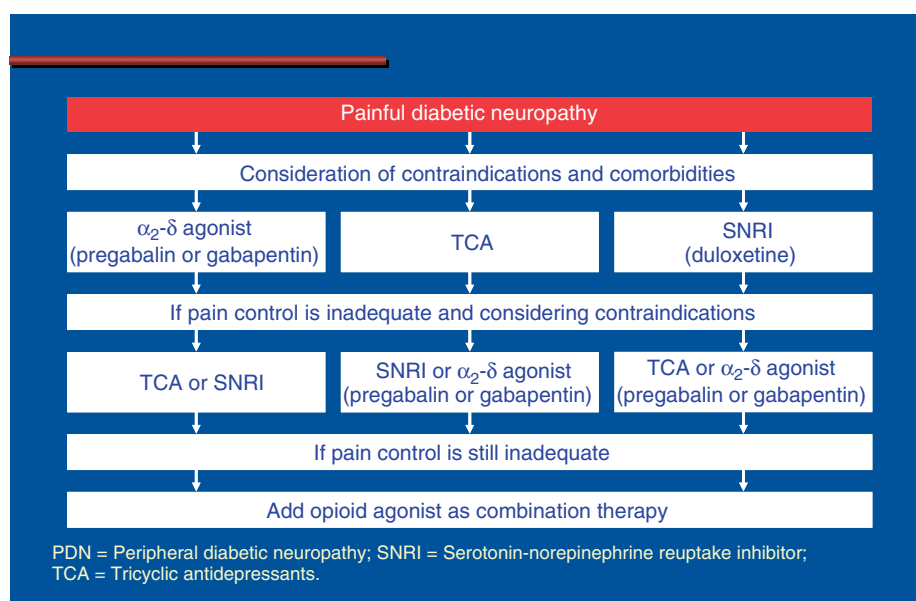 Painful diabetic neuropathy
Consideration of contraindications and comorbidities
α₂-δ agonist
(pregabalin or gabapentin)
TCA
SNRI
(duloxetine)
If pain control is inadequate and considering contraindications
TCA or SNRI
SNRI or α₂-δ agonist
(pregabalin or gabapentin)
TCA or α₂-δ agonist
(pregabalin or gabapentin)
If pain control is still inadequate
Add opioid agonist as combination therapy
PDN = Peripheral diabetic neuropathy; SNRI = Serotonin-norepinephrine reuptake inhibitor;
TCA = Tricyclic antidepressants.